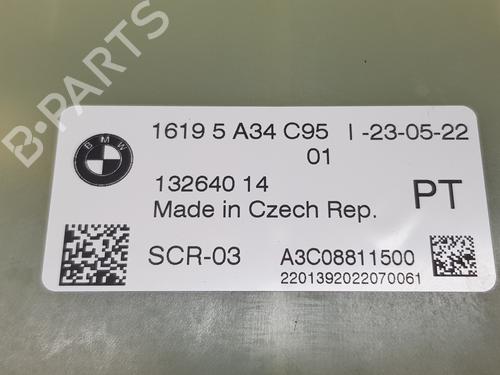 B-PARTS
BMW
1619 5 A34 C95 I -23-05-22
01
132640 14
PT
Made in Czech Rep.
SCR-03
A3C08811500
2201392022070061